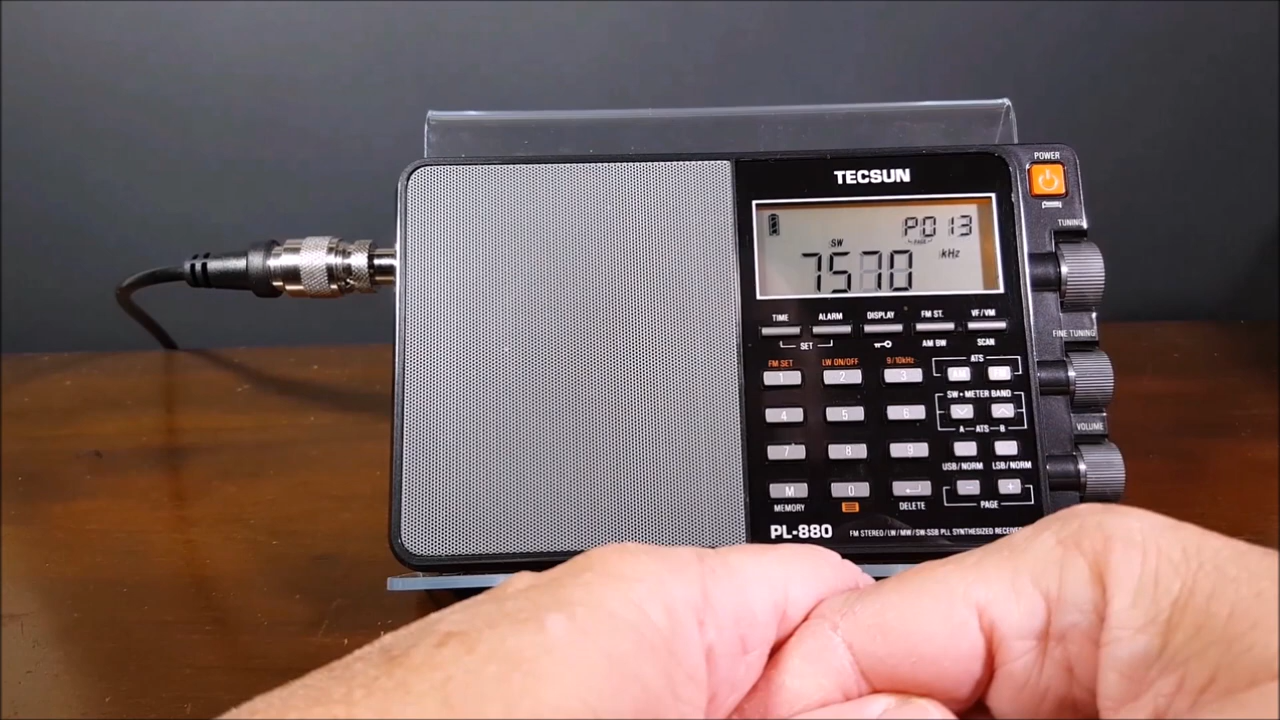 POWER
TECSUN
P013
TUNING
SW
PAGE
7570 kHz
TIME ALARM DISPLAY FM ST. VF/VM
SET AM BW SCAN
FINE TUNING
FM SET LW ON/OFF 9/10kHz ATS
1 2 3 AM FM
SW • METER BAND
4 5 6
A ATS B
VOLUME
7 8 9
USB/NORM LSB/NORM
M 0 - +
MEMORY DELETE PAGE
PL-880 FM STEREO/LW/MW/SW-SSB PLL SYNTHESIZED RECEIVER